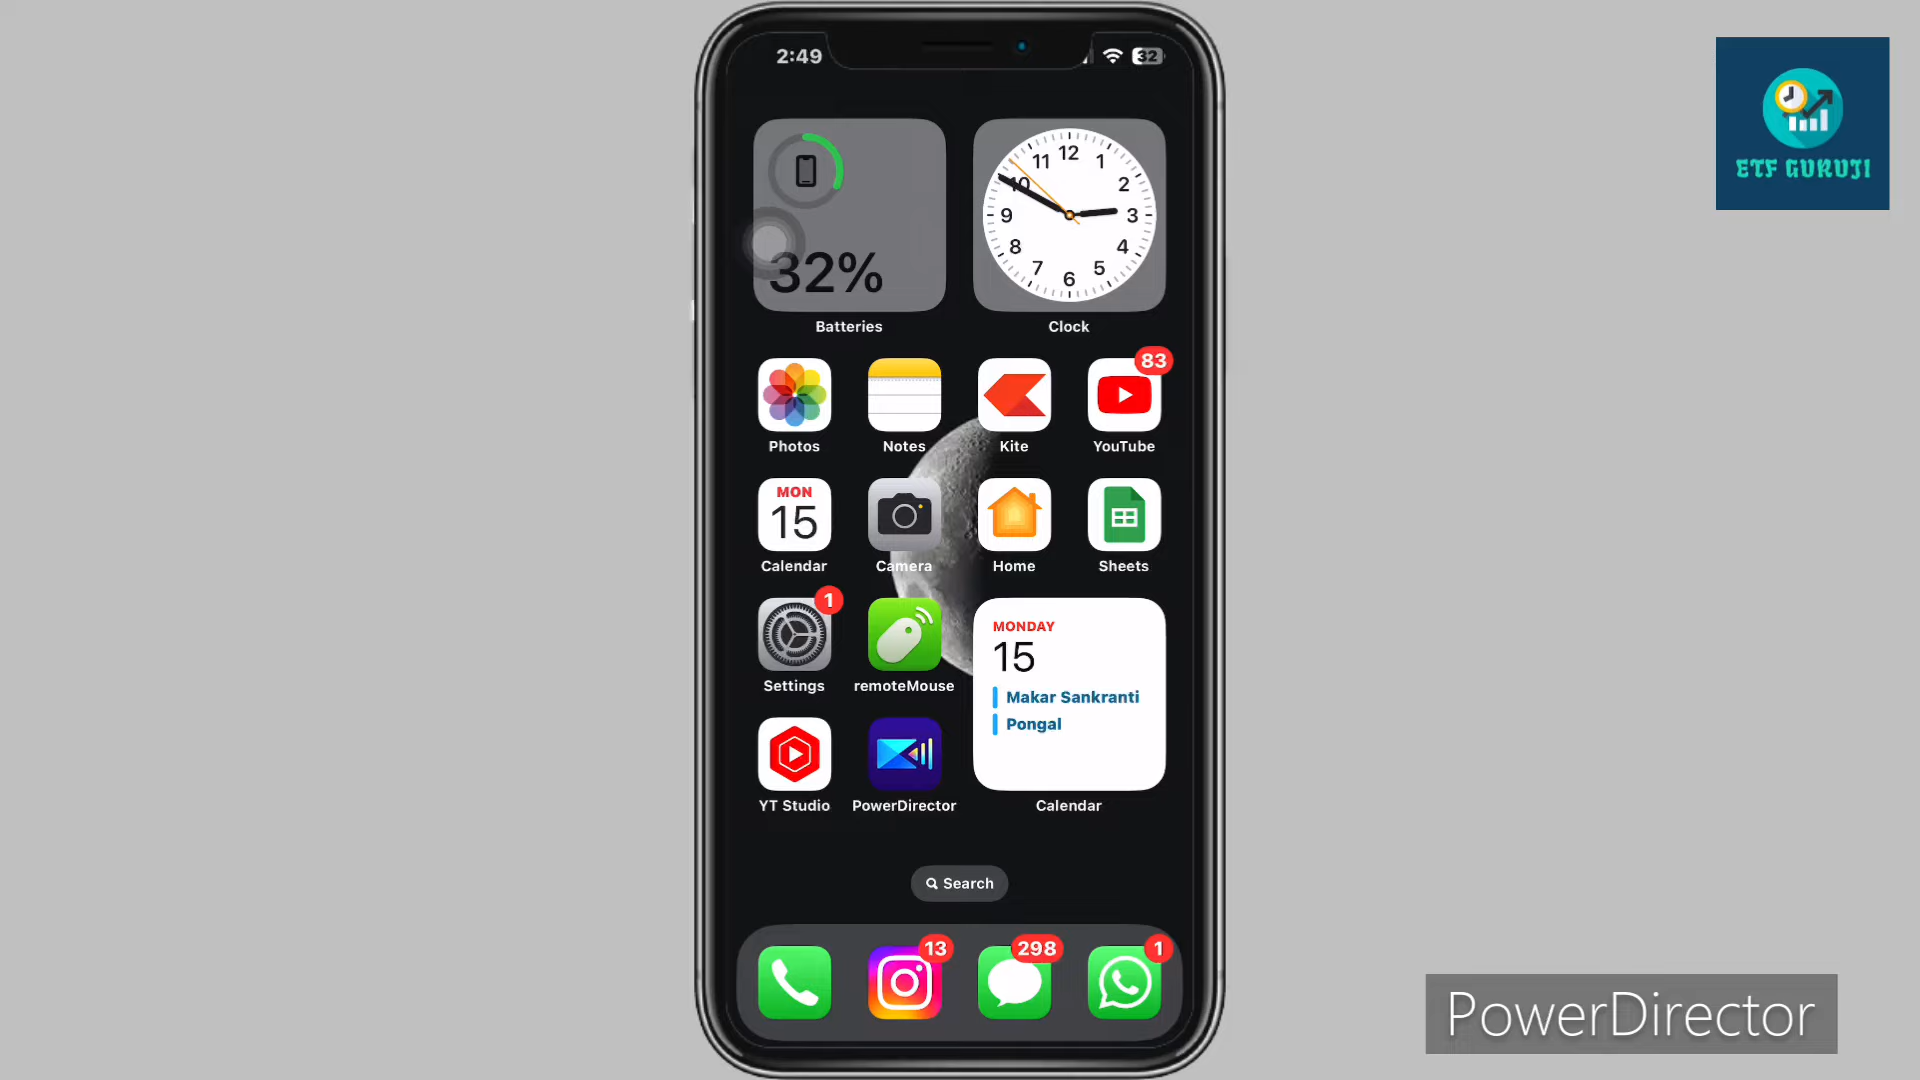 2:49
32
ETF GURUJI
32%
12
1
2
3
4
5
6
7
8
9
10
11
Batteries
Clock
83
Photos
Notes
Kite
YouTube
MON
15
Calendar
Camera
Home
Sheets
1
Settings
remoteMouse
MONDAY
15
Makar Sankranti
Pongal
YT Studio
PowerDirector
Calendar
Search
13
298
1
PowerDirector